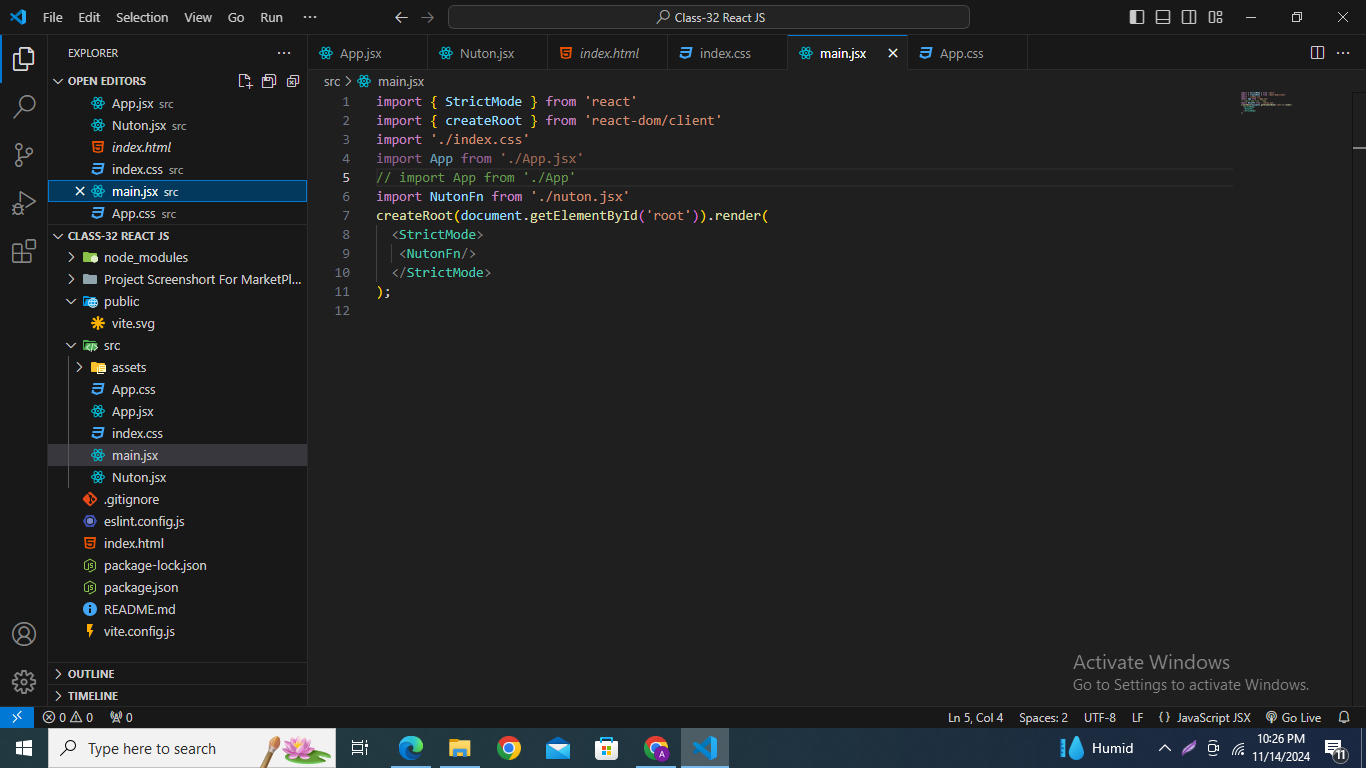 File Edit Selection View Go Run ···
Class-32 React JS
EXPLORER
OPEN EDITORS
App.jsx src
Nuton.jsx src
index.html
index.css src
main.jsx src
App.css src
CLASS-32 REACT JS
node_modules
Project Screenshort For MarketPl...
public
vite.svg
src
assets
App.css
App.jsx
index.css
main.jsx
Nuton.jsx
.gitignore
eslint.config.js
index.html
package-lock.json
package.json
README.md
vite.config.js
OUTLINE
TIMELINE
App.jsx Nuton.jsx index.html index.css main.jsx App.css
src > main.jsx
1 import { StrictMode } from 'react'
2 import { createRoot } from 'react-dom/client'
3 import './index.css'
4 import App from './App.jsx'
5 // import App from './App'
6 import NutonFn from './nuton.jsx'
7 createRoot(document.getElementById('root')).render(
8 <StrictMode>
9 <NutonFn/>
10 </StrictMode>
11 );
12
Activate Windows
Go to Settings to activate Windows.
0 0 0 Ln 5, Col 4 Spaces: 2 UTF-8 LF {} JavaScript JSX Go Live
Type here to search
A
Humid
10:26 PM
11/14/2024
11